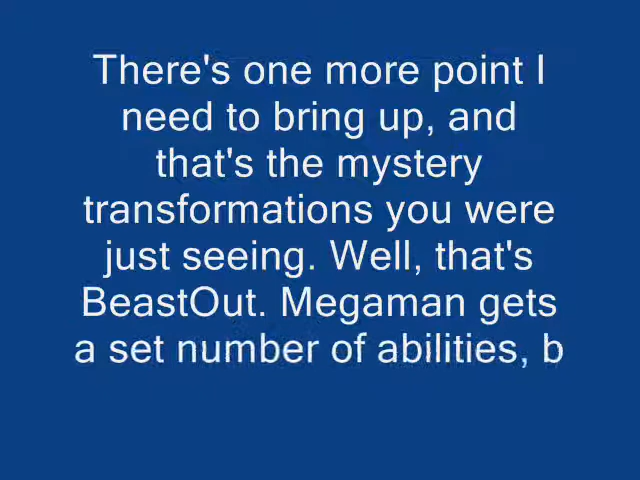 There's one more point I
need to bring up, and
that's the mystery
transformations you were
just seeing. Well, that's
BeastOut. Megaman gets
a set number of abilities, b